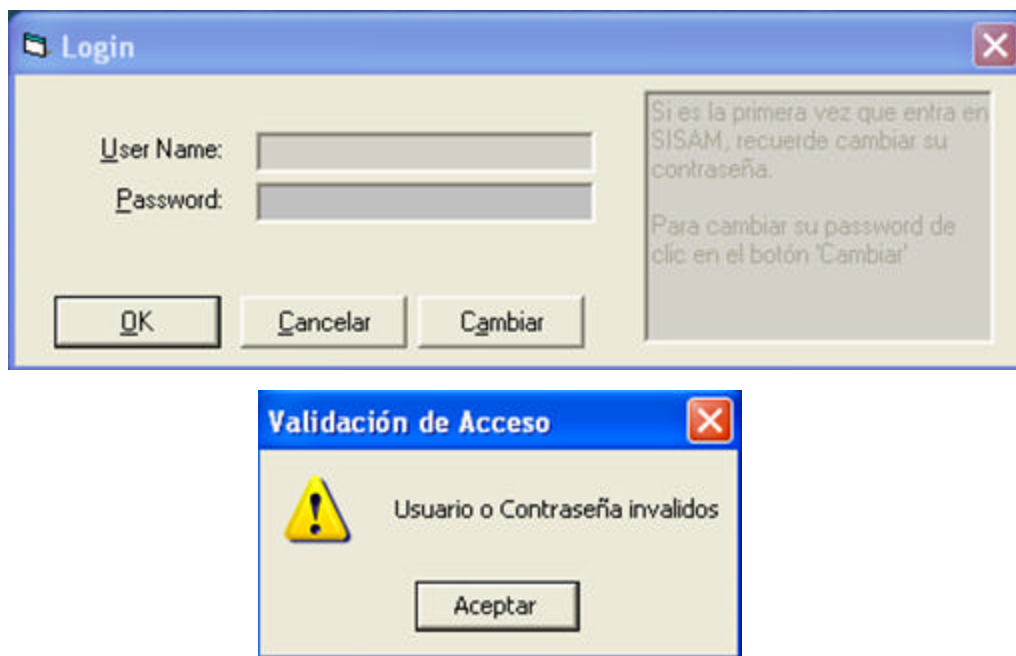 Login
User Name:
Password:
OK
Cancelar
Cambiar
Si es la primera vez que entra en
SISAM, recuerde cambiar su
contraseña.
Para cambiar su password de
clic en el botón 'Cambiar'
Validación de Acceso
Usuario o Contraseña invalidos
Aceptar